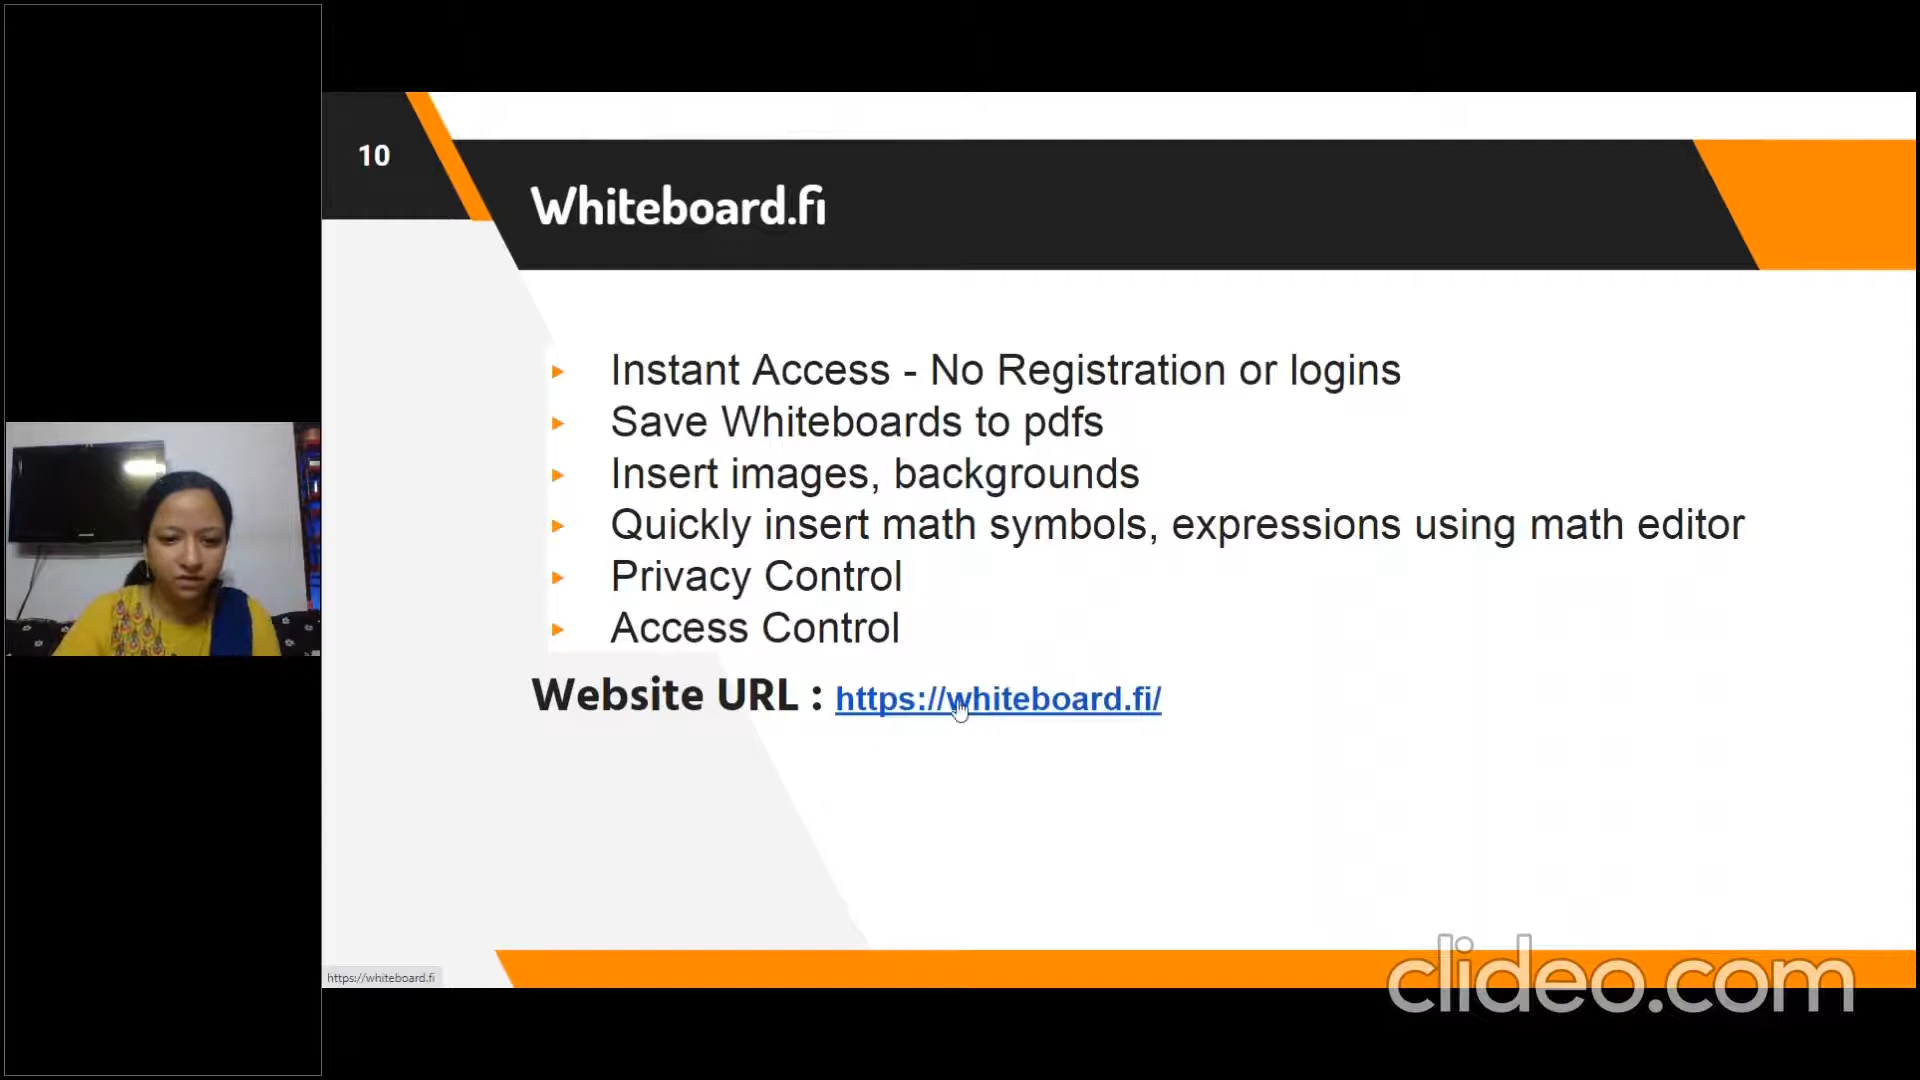 10
Whiteboard.fi
Instant Access - No Registration or logins
Save Whiteboards to pdfs
Insert images, backgrounds
Quickly insert math symbols, expressions using math editor
Privacy Control
Access Control
Website URL : https://whiteboard.fi/
https://whiteboard.fi
clideo.com